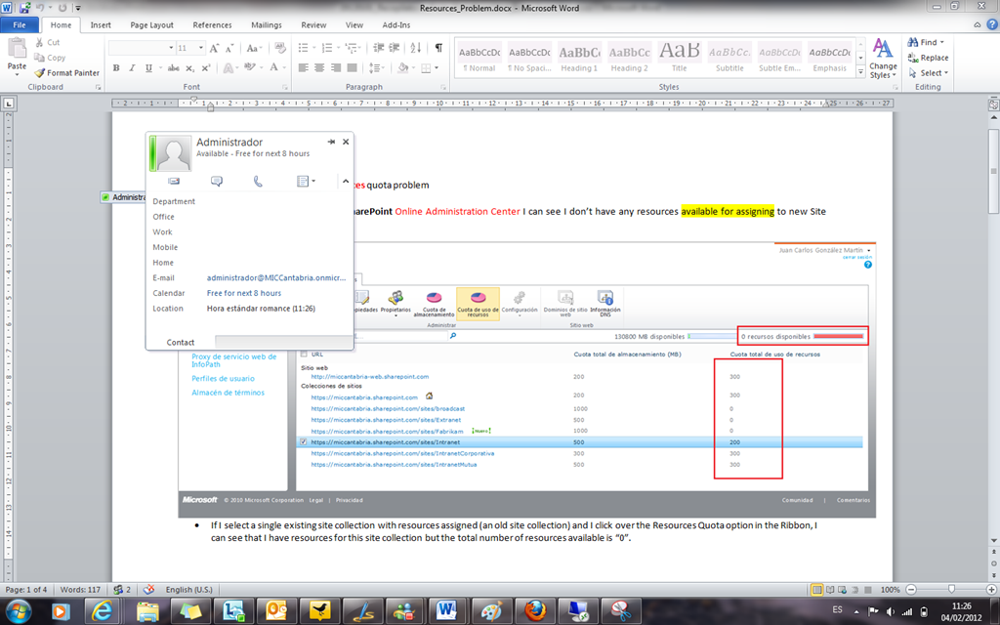 Resources_Problem.docx - Microsoft Word
File Home Insert Page Layout References Mailings Review View Add-Ins
Cut
Copy
Format Painter
Paste
11
AaBbCcDc AaBbCcDc AaBbC AaBbCc AaB AaBbCc. AaBbCcDc AaBbCcDc
¶ Normal ¶ No Spaci... Heading 1 Heading 2 Title Subtitle Subtle Em... Emphasis
Change
Styles
Find
Replace
Select
Clipboard Font Paragraph Styles Editing
Administrador
Available - Free for next 8 hours
Department
Office
Work
Mobile
Home
E-mail administrador@MICCantabria.onmicr...
Calendar Free for next 8 hours
Location Hora estándar romance (11:26)
Contact
Administra
es quota problem
arePoint Online Administration Center I can see I don't have any resources available for assigning to new Site
Juan Carlos González Martín
cerrar sesión
piedades Propietarios Cuota de almacenamiento Cuota de uso de recursos Configuración Dominios de sitio web Información DNS
Administrar Sitio web
130800 MB disponibles 0 recursos disponibles
URL Cuota total de almacenamiento (MB) Cuota total de uso de recursos
Sitio web
http://miccantabria-web.sharepoint.com 200 300
Colecciones de sitios
https://miccantabria.sharepoint.com 200 300
https://miccantabria.sharepoint.com/sites/broadcast 1000 0
https://miccantabria.sharepoint.com/sites/Extranet 500 0
https://miccantabria.sharepoint.com/sites/Fabrikam 1000 0
https://miccantabria.sharepoint.com/sites/Intranet 500 200
https://miccantabria.sharepoint.com/sites/IntranetCorporativa 300 300
https://miccantabria.sharepoint.com/sites/IntranetMutua 500 300
Proxy de servicio web de
InfoPath
Perfiles de usuario
Almacén de términos
Microsoft © 2010 Microsoft Corporation Legal | Privacidad Comunidad | Comentarios
• If I select a single existing site collection with resources assigned (an old site collection) and I click over the Resources Quota option in the Ribbon, I
can see that I have resources for this site collection but the total number of resources available is "0".
Page: 1 of 4 Words: 117 2 English (U.S.) 100%
ES 11:26
04/02/2012